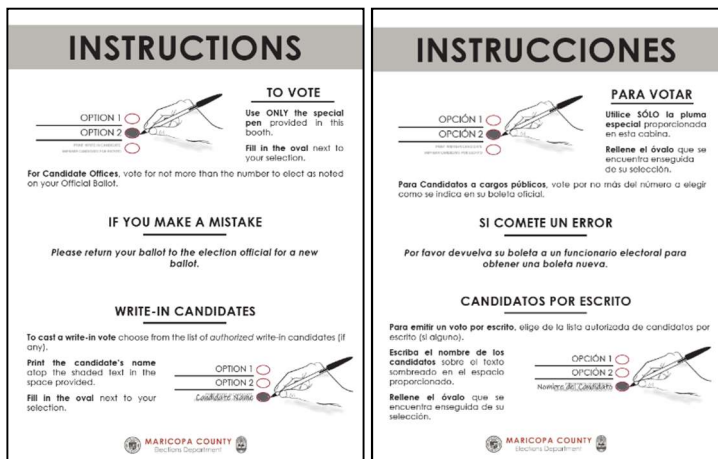 INSTRUCTIONS
TO VOTE
Use ONLY the special
pen provided in this
booth.
Fill in the oval next to
your selection.
OPTION 1
OPTION 2
For Candidate Offices, vote for not more than the number to elect as noted
on your Official Ballot.
IF YOU MAKE A MISTAKE
Please return your ballot to the election official for a new
ballot.
WRITE-IN CANDIDATES
To cast a write-in vote choose from the list of authorized write-in candidates (if
any).
Print the candidate's name
atop the shaded text in the
space provided.
Fill in the oval next to your
selection.
OPTION 1
OPTION 2
Candidate Name
MARICOPA COUNTY
Elections Department
INSTRUCCIONES
PARA VOTAR
Utilice SÓLO la pluma
especial proporcionada
en esta cabina.
Rellene el óvalo que se
encuentra enseguida
de su selección.
OPCIÓN 1
OPCIÓN 2
Para Candidatos a cargos públicos, vote por no más del número a elegir
como se indica en su boleta oficial.
SI COMETE UN ERROR
Por favor devuelva su boleta a un funcionario electoral para
obtener una boleta nueva.
CANDIDATOS POR ESCRITO
Para emitir un voto por escrito, elige de la lista autorizada de candidatos por
escrito (si alguno).
Escriba el nombre de los
candidatos sobre el texto
sombreado en el espacio
proporcionado.
Rellene el óvalo que se
encuentra enseguida de su
selección.
OPCIÓN 1
OPCIÓN 2
Nombre del Candidato
MARICOPA COUNTY
Elections Department